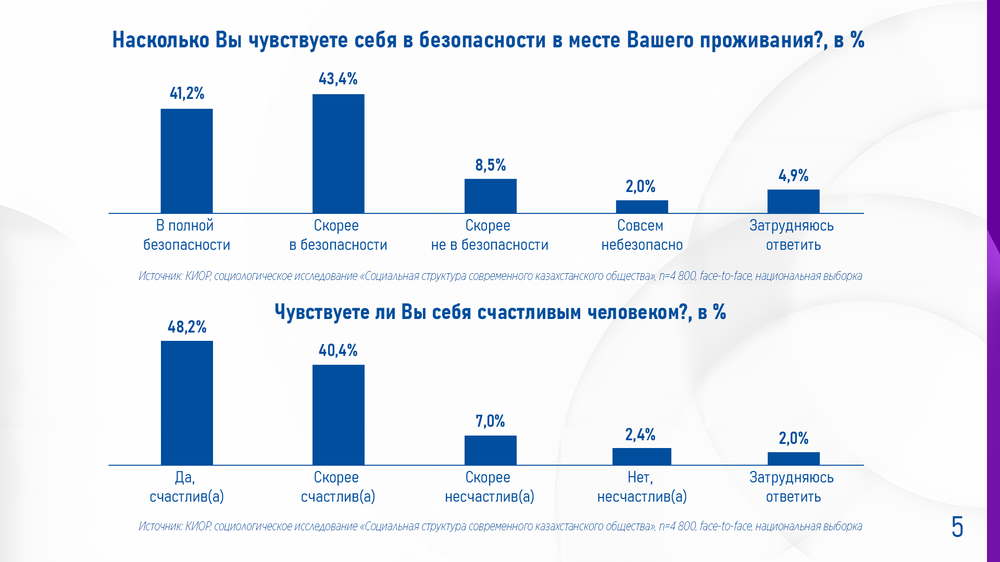 Насколько Вы чувствуете себя в безопасности в месте Вашего проживания?, в %
41,2%
43,4%
8,5%
2,0%
4,9%
В полной
безопасности
Скорее
в безопасности
Скорее
не в безопасности
Совсем
небезопасно
Затрудняюсь
ответить
Источник: КИОР, социологическое исследование «Социальная структура современного казахстанского общества», n=4 800, face-to-face, национальная выборка
Чувствуете ли Вы себя счастливым человеком?, в %
48,2%
40,4%
7,0%
2,4%
2,0%
Да,
счастлив(а)
Скорее
счастлив(а)
Скорее
несчастлив(а)
Нет,
несчастлив(а)
Затрудняюсь
ответить
Источник: КИОР, социологическое исследование «Социальная структура современного казахстанского общества», n=4 800, face-to-face, национальная выборка
5